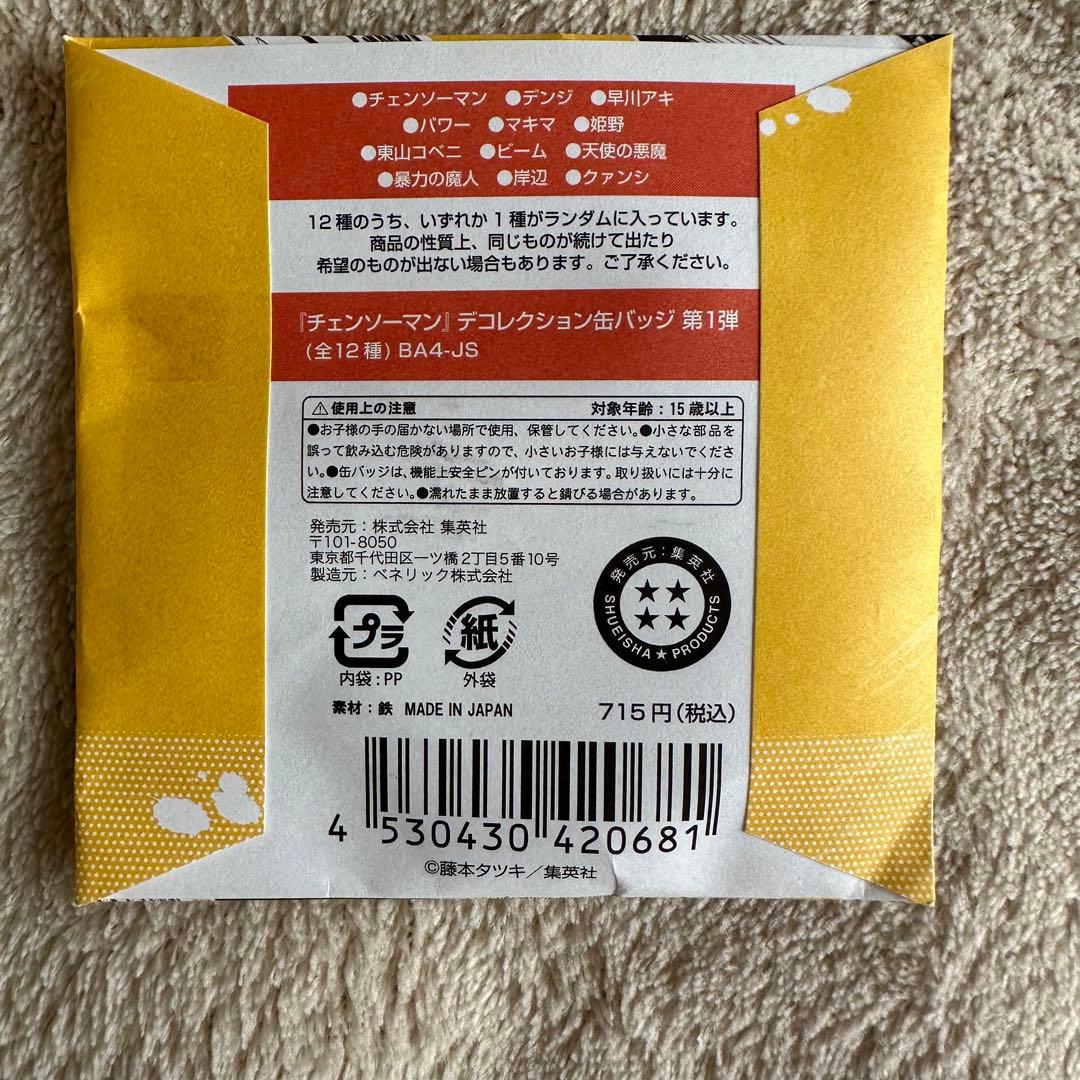 ●チェンソーマン ●デンジ ●早川アキ
●パワー ●マキマ ●姫野
●東山コベニ ●ビーム ●天使の悪魔
●暴力の魔人 ●岸辺 ●クァンシ
12種のうち、いずれか1種がランダムに入っています。
商品の性質上、同じものが続けて出たり
希望のものが出ない場合もあります。ご了承ください。
『チェンソーマン』デコレクション缶バッジ 第1弾
(全12種) BA4-JS
⚠使用上の注意 対象年齢:15歳以上
●お子様の手の届かない場所で使用、保管してください。●小さな部品を
誤って飲み込む危険がありますので、小さいお子様には与えないでくださ
い。●缶バッジは、機能上安全ピンが付いております。取り扱いには十分に
注意してください。●濡れたまま放置すると錆びる場合があります。
発売元:株式会社 集英社
〒101-8050
東京都千代田区一ツ橋2丁目5番10号
製造元:ベネリック株式会社
発売元:集英社
SHUEISHA★PRODUCTS
プラ
紙
内袋:PP
外袋
素材:鉄 MADE IN JAPAN
715円(税込)
4 530430 420681
©藤本タツキ/集英社